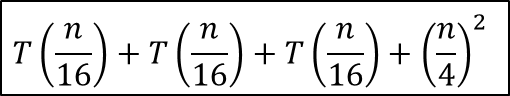 T(n/16) + T(n/16) + T(n/16) + (n/4)²